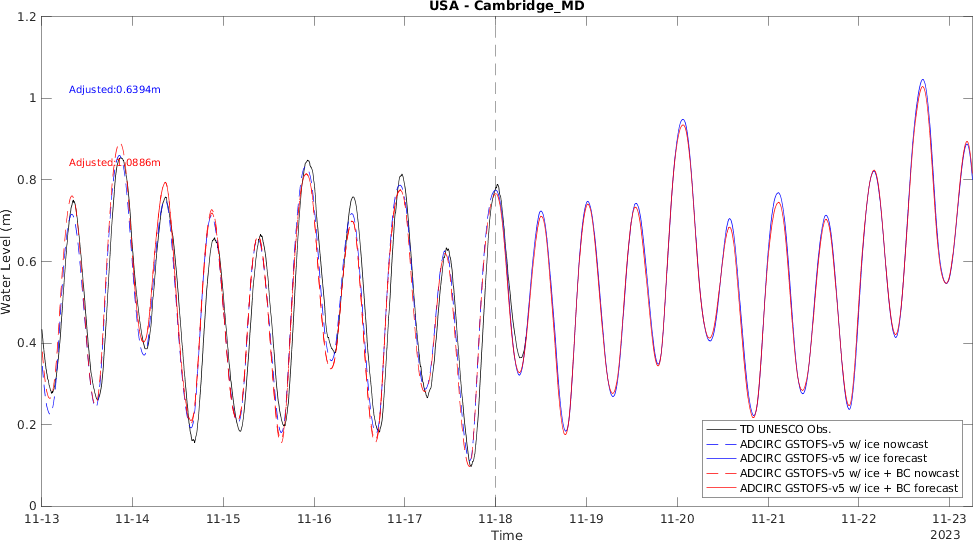 USA - Cambridge_MD
1.2
1
0.8
0.6
0.4
0.2
0
Water Level (m)
Adjusted:0.6394m
Adjusted: .0886m
TD UNESCO Obs.
ADCIRC GSTOFS-v5 w/ ice nowcast
ADCIRC GSTOFS-v5 w/ ice forecast
ADCIRC GSTOFS-v5 w/ ice + BC nowcast
ADCIRC GSTOFS-v5 w/ ice + BC forecast
11-13 11-14 11-15 11-16 11-17 11-18 11-19 11-20 11-21 11-22 11-23
2023
Time